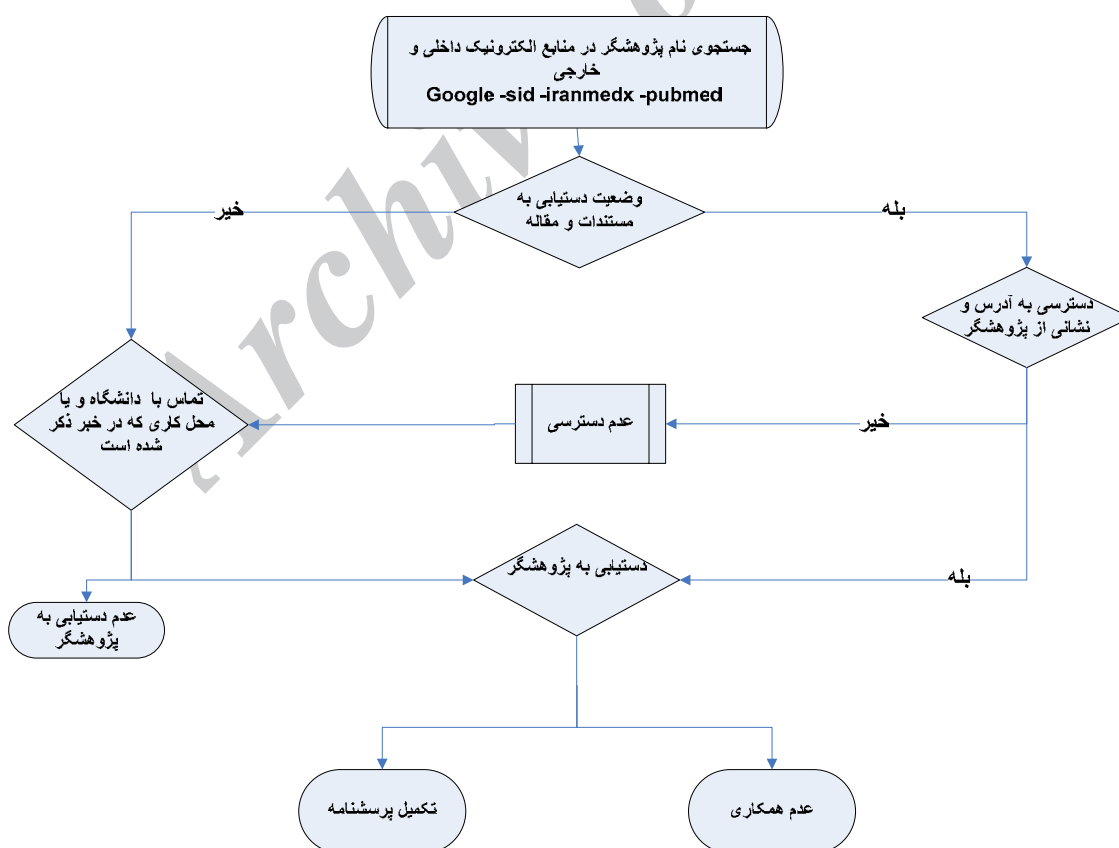 جستجوی نام پژوهشگر در منابع الکترونیک داخلی و
خارجی
Google -sid -iranmedx -pubmed
وضعیت دستیابی به
مستندات و مقاله
خیر
بله
دسترسی به آدرس و
نشانی از پژوهشگر
تماس با دانشگاه و یا
محل کاری که در خبر ذکر
شده است
عدم دسترسی
خیر
دستیابی به پژوهشگر
بله
عدم دستیابی به
پژوهشگر
تکمیل پرسشنامه
عدم همکاری
Archive